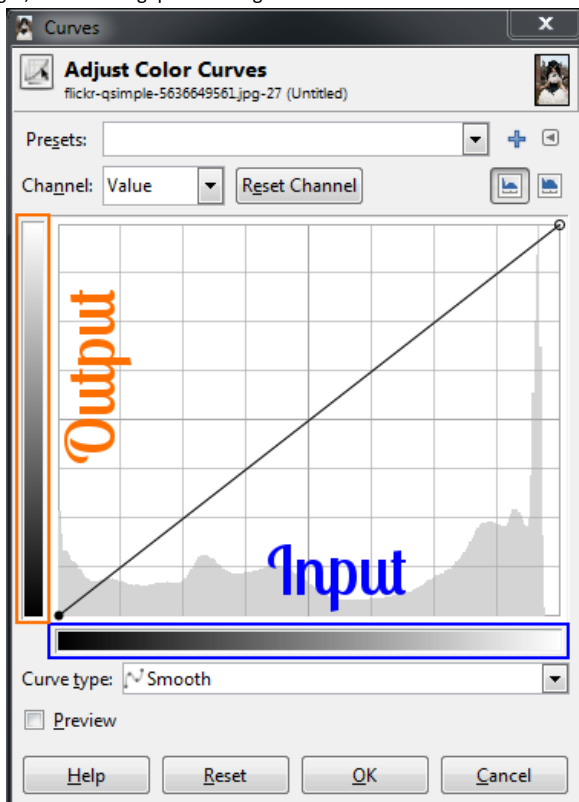 Curves
Adjust Color Curves
flickr-qsimple-5636649561.jpg-27 (Untitled)
Presets:
Channel: Value Reset Channel
Output
Input
Curve type: Smooth
Preview
Help Reset OK Cancel